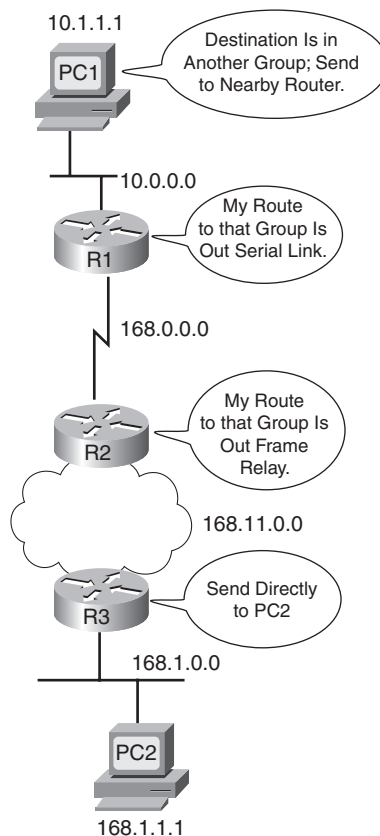 10.1.1.1
PC1
Destination Is in
Another Group; Send
to Nearby Router.
10.0.0.0
R1
My Route
to that Group Is
Out Serial Link.
168.0.0.0
R2
My Route
to that Group Is
Out Frame
Relay.
168.11.0.0
R3
Send Directly
to PC2
168.1.0.0
PC2
168.1.1.1